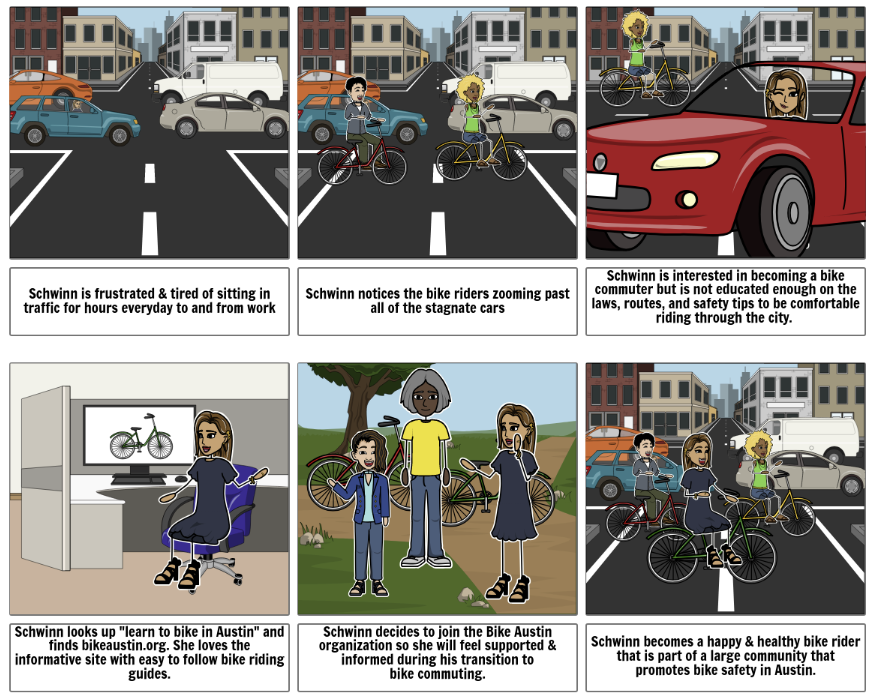 Schwinn is frustrated & tired of sitting in
traffic for hours everyday to and from work
Schwinn notices the bike riders zooming past
all of the stagnate cars
Schwinn is interested in becoming a bike
commuter but is not educated enough on the
laws, routes, and safety tips to be comfortable
riding through the city.
Schwinn looks up "learn to bike in Austin" and
finds bikeaustin.org. She loves the
informative site with easy to follow bike riding
guides.
Schwinn decides to join the Bike Austin
organization so she will feel supported &
informed during his transition to
bike commuting.
Schwinn becomes a happy & healthy bike rider
that is part of a large community that
promotes bike safety in Austin.